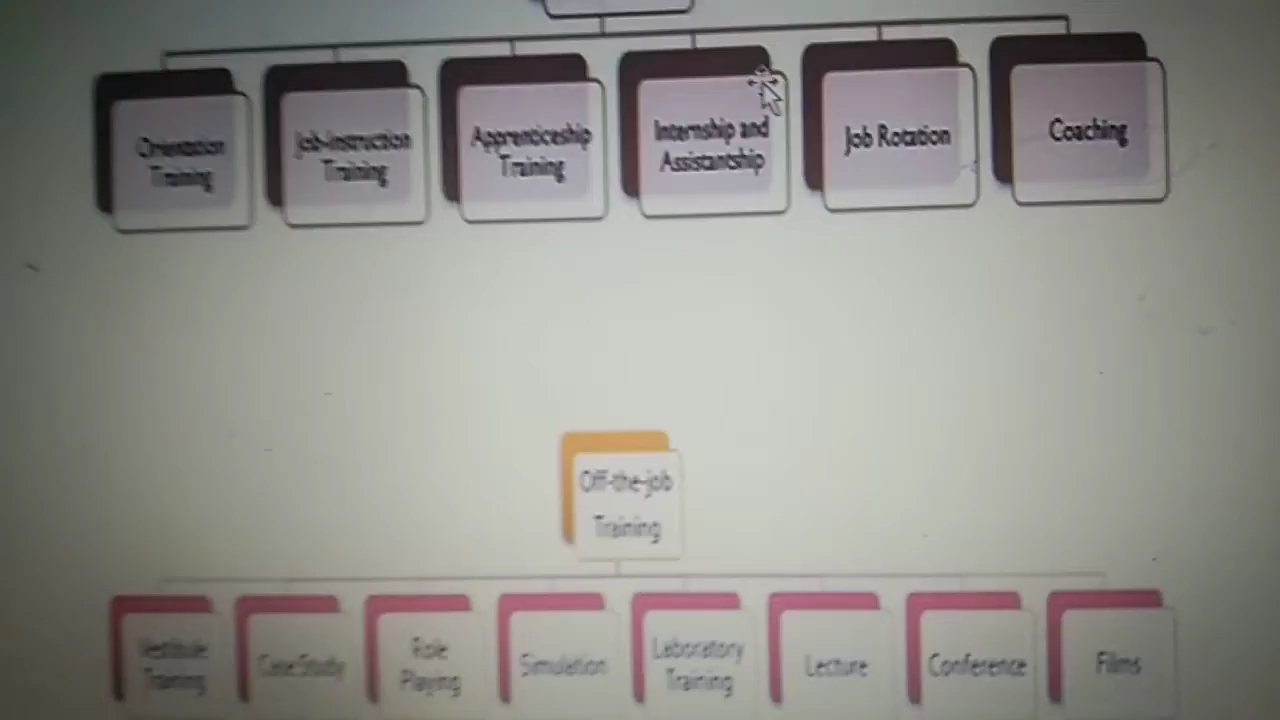 Orientation
Training
Job-Instruction
Training
Apprenticeship
Training
Internship and
Assistantship
Job Rotation
Coaching
Off-the-job
Training
Vestibule
Training
Case Study
Role
Playing
Simulation
Laboratory
Training
Lecture
Conference
Films